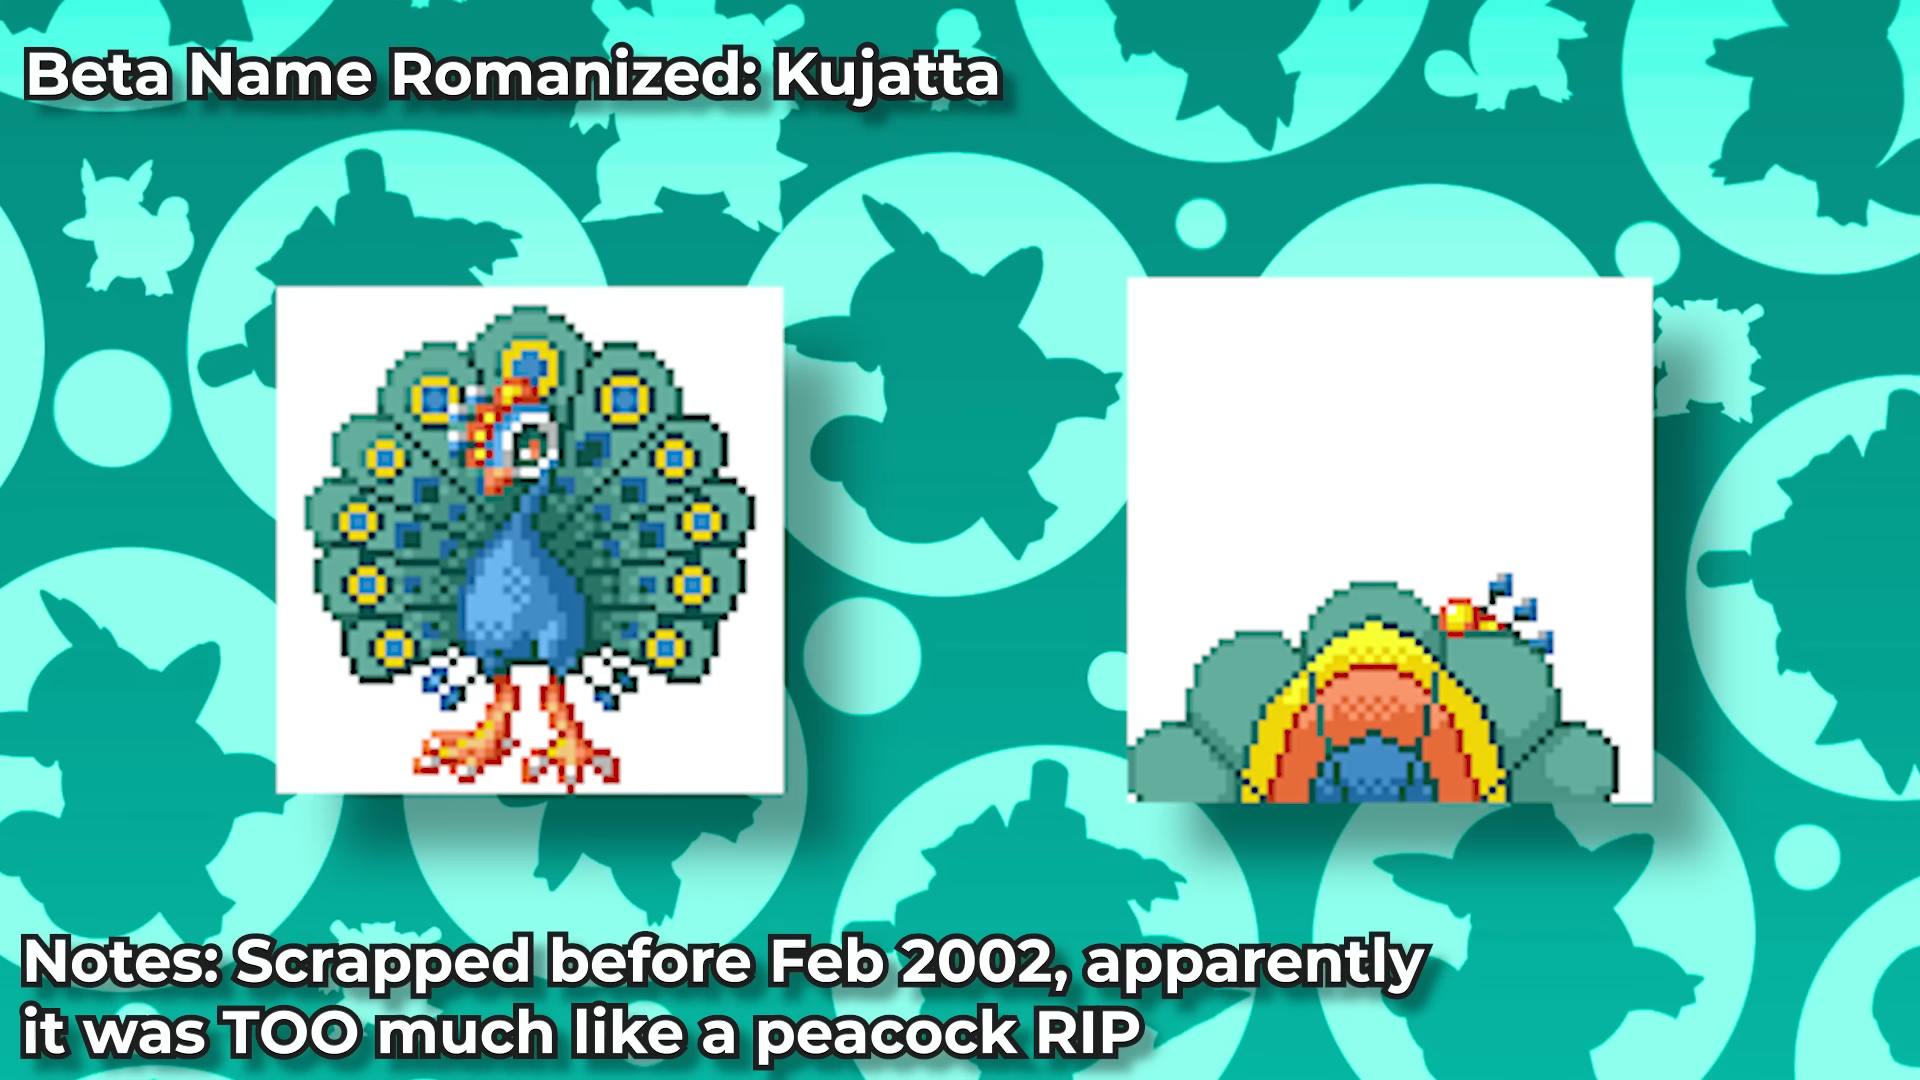 Beta Name Romanized: Kujatta
Notes: Scrapped before Feb 2002, apparently
it was TOO much like a peacock RIP